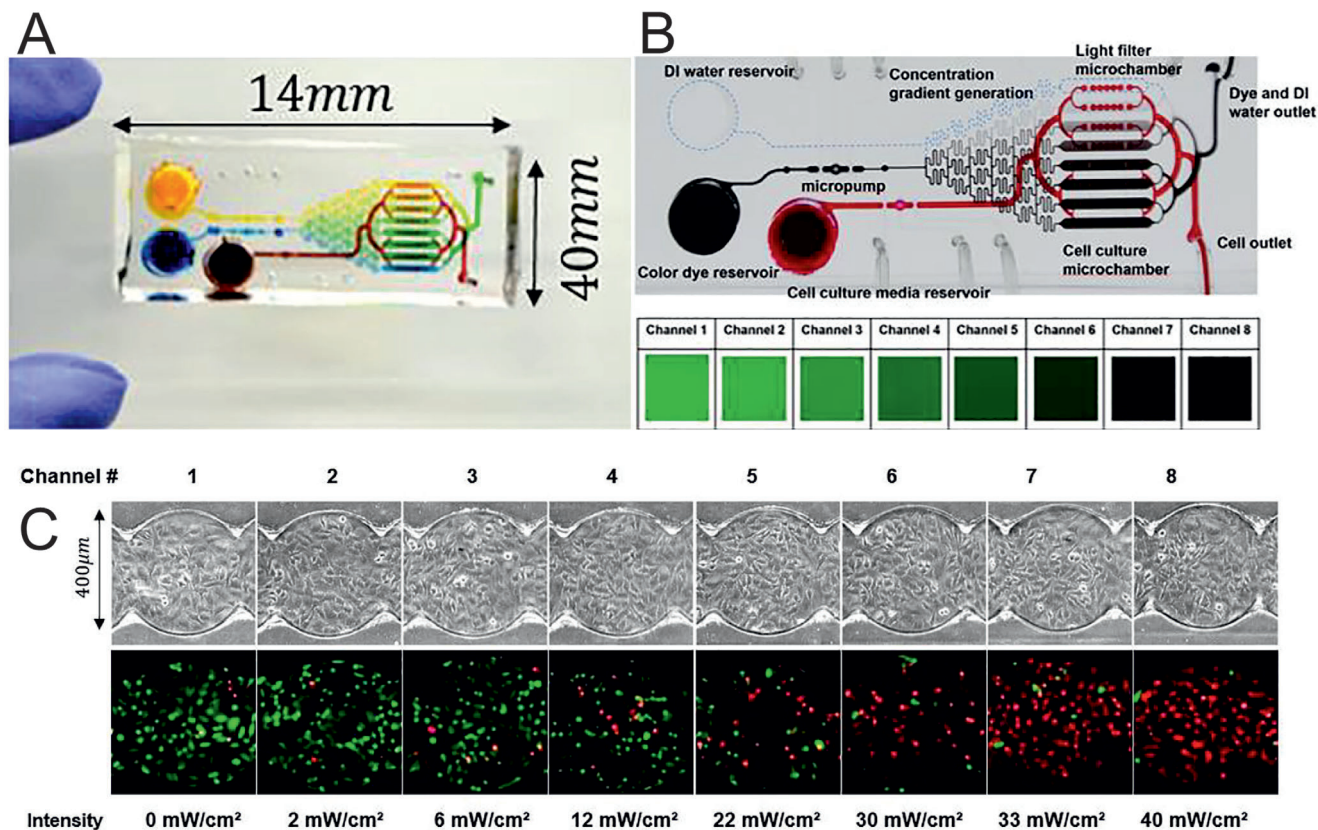 A
14mm
40mm
B
DI water reservoir
Concentration
gradient generation
Light filter
microchamber
Dye and DI
water outlet
micropump
Color dye reservoir
Cell culture media reservoir
Cell culture
microchamber
Cell outlet
Channel 1 Channel 2 Channel 3 Channel 4 Channel 5 Channel 6 Channel 7 Channel 8
Channel # 1 2 3 4 5 6 7 8
C
400μm
Intensity 0 mW/cm² 2 mW/cm² 6 mW/cm² 12 mW/cm² 22 mW/cm² 30 mW/cm² 33 mW/cm² 40 mW/cm²